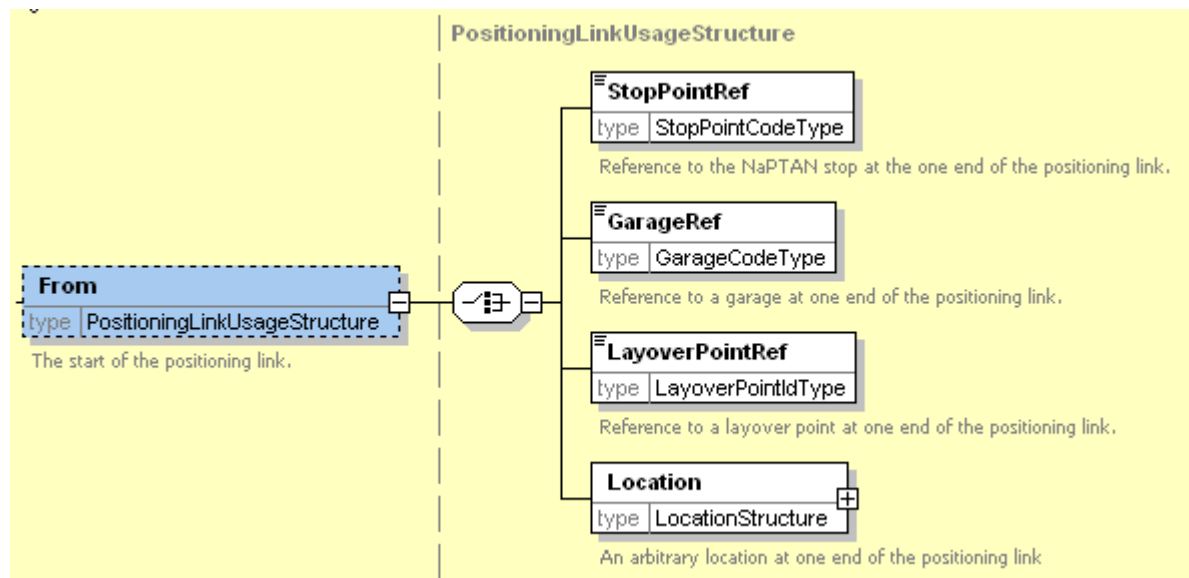 PositioningLinkUsageStructure
StopPointRef
type StopPointCodeType
Reference to the NaPTAN stop at the one end of the positioning link.
GarageRef
type GarageCodeType
Reference to a garage at one end of the positioning link.
From
type PositioningLinkUsageStructure
The start of the positioning link.
LayoverPointRef
type LayoverPointIdType
Reference to a layover point at one end of the positioning link.
Location
type LocationStructure
An arbitrary location at one end of the positioning link